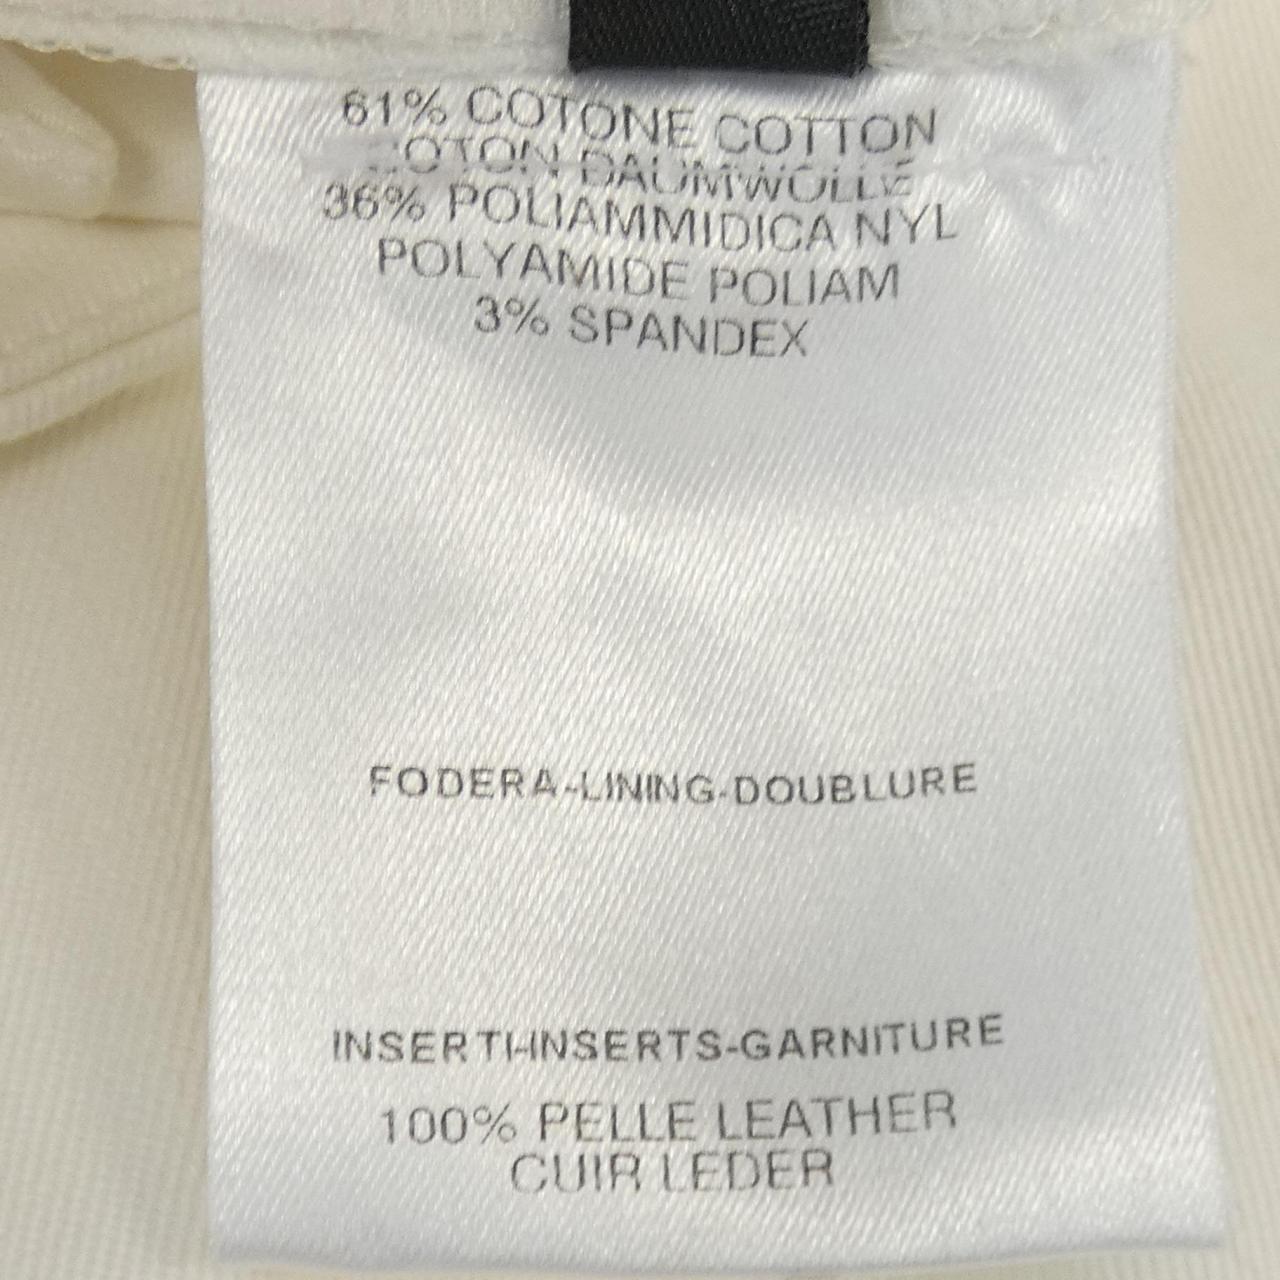 61% COTONE COTTON
COTON BAUMWOLLE
36% POLIAMMIDICA NYL
POLYAMIDE POLIAM
3% SPANDEX
FODERA-LINING-DOUBLURE
INSERTI-INSERTS-GARNITURE
100% PELLE LEATHER
CUIR LEDER